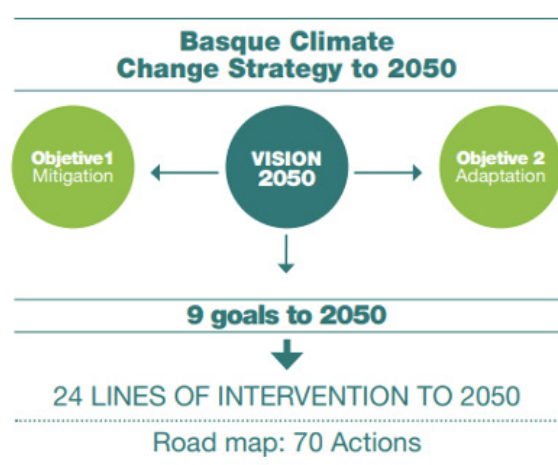 Basque Climate
Change Strategy to 2050
Objetive1
Mitigation
VISION
2050
Objetive 2
Adaptation
9 goals to 2050
24 LINES OF INTERVENTION TO 2050
Road map: 70 Actions